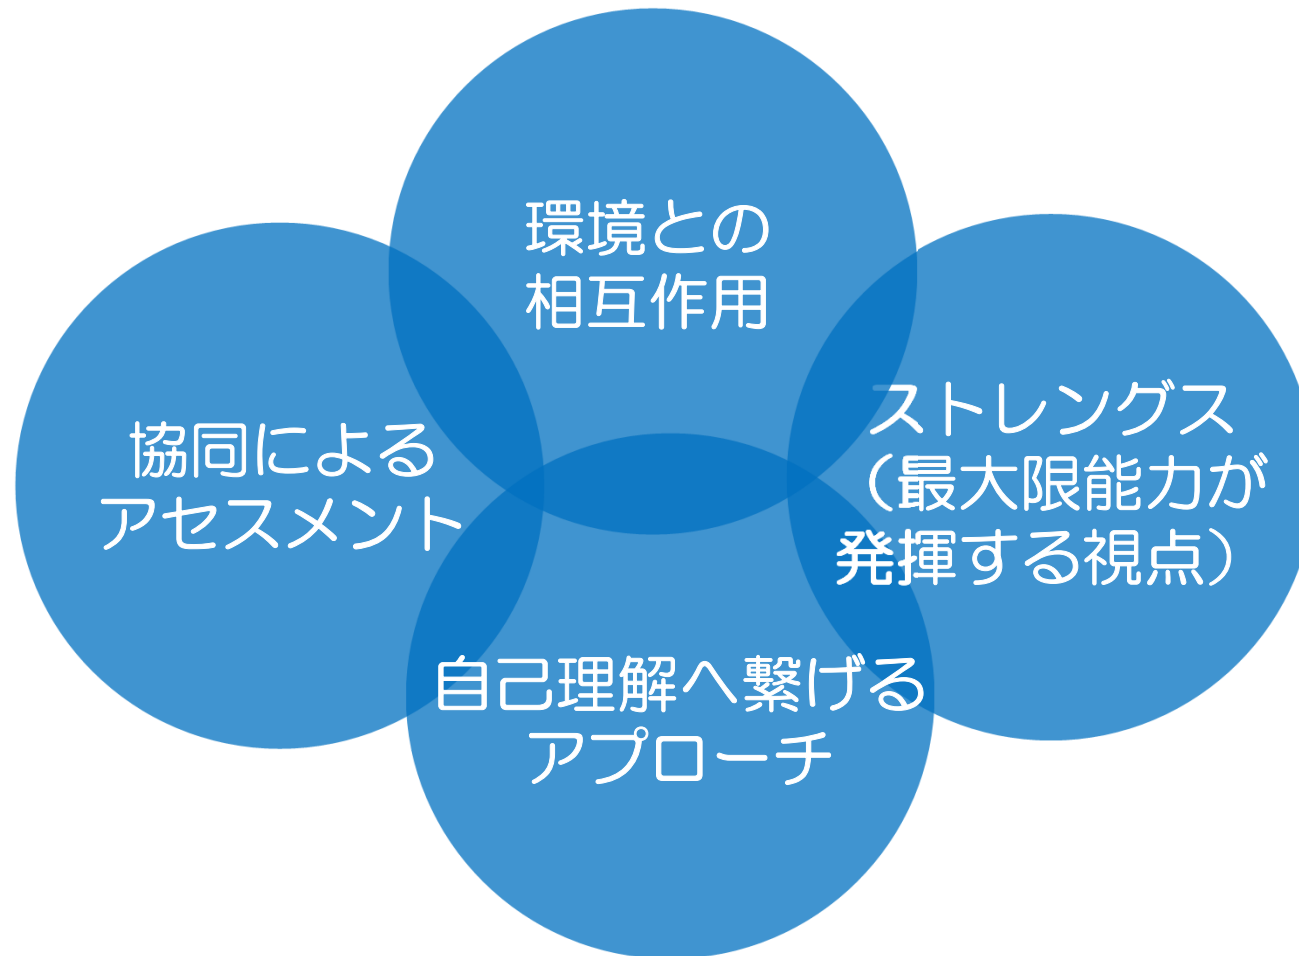 環境との
相互作用
協同による
アセスメント
ストレングス
（最大限能力が
発揮する視点）
自己理解へ繋げる
アプローチ